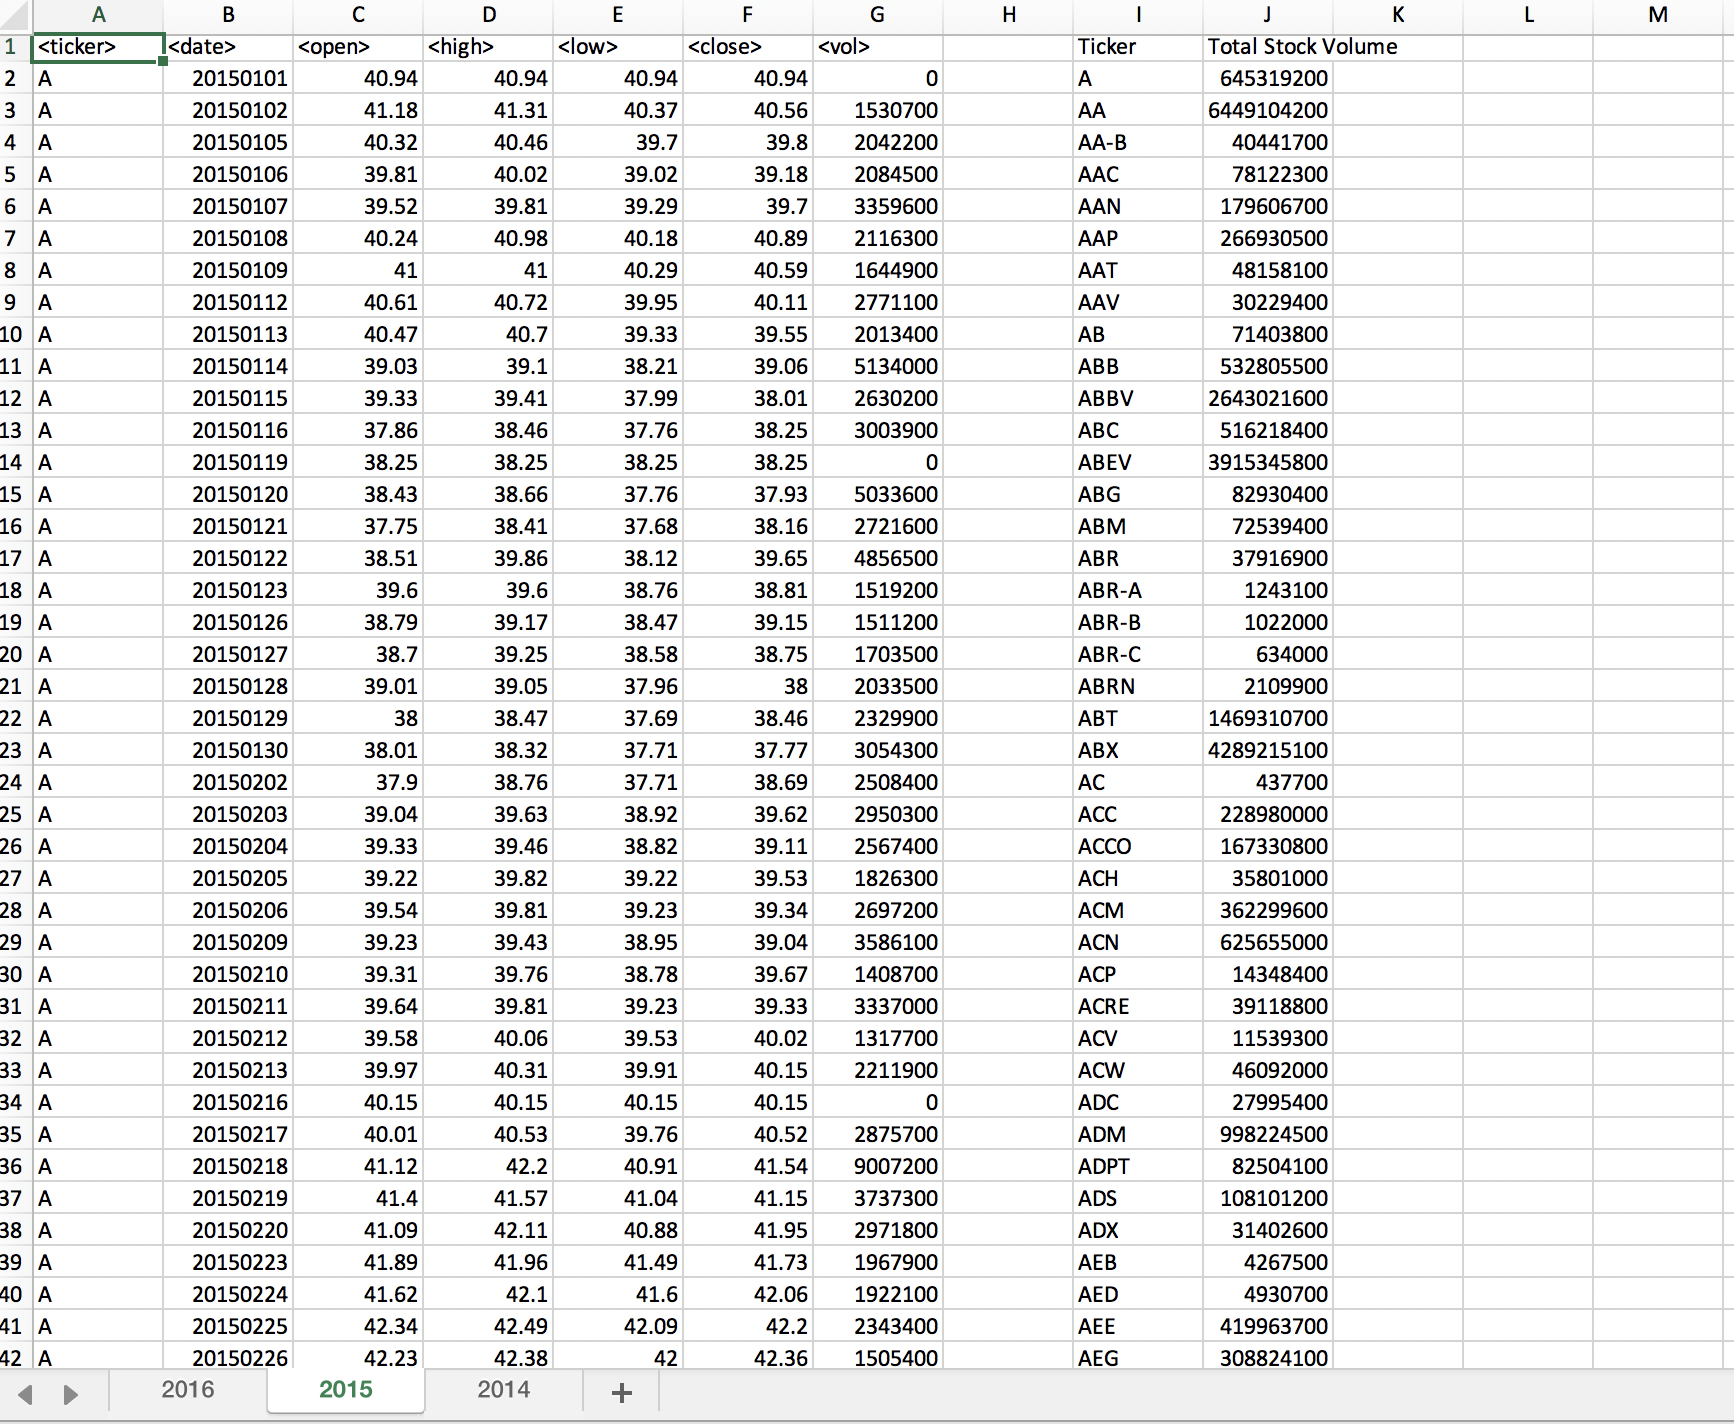 A B C D E F G H I J K L M
1 <ticker> <date> <open> <high> <low> <close> <vol> Ticker Total Stock Volume
2 A 20150101 40.94 40.94 40.94 40.94 0 A 645319200
3 A 20150102 41.18 41.31 40.37 40.56 1530700 AA 6449104200
4 A 20150105 40.32 40.46 39.7 39.8 2042200 AA-B 40441700
5 A 20150106 39.81 40.02 39.02 39.18 2084500 AAC 78122300
6 A 20150107 39.52 39.81 39.29 39.7 3359600 AAN 179606700
7 A 20150108 40.24 40.98 40.18 40.89 2116300 AAP 266930500
8 A 20150109 41 41 40.29 40.59 1644900 AAT 48158100
9 A 20150112 40.61 40.72 39.95 40.11 2771100 AAV 30229400
10 A 20150113 40.47 40.7 39.33 39.55 2013400 AB 71403800
11 A 20150114 39.03 39.1 38.21 39.06 5134000 ABB 532805500
12 A 20150115 39.33 39.41 37.99 38.01 2630200 ABBV 2643021600
13 A 20150116 37.86 38.46 37.76 38.25 3003900 ABC 516218400
14 A 20150119 38.25 38.25 38.25 38.25 0 ABEV 3915345800
15 A 20150120 38.43 38.66 37.76 37.93 5033600 ABG 82930400
16 A 20150121 37.75 38.41 37.68 38.16 2721600 ABM 72539400
17 A 20150122 38.51 39.86 38.12 39.65 4856500 ABR 37916900
18 A 20150123 39.6 39.6 38.76 38.81 1519200 ABR-A 1243100
19 A 20150126 38.79 39.17 38.47 39.15 1511200 ABR-B 1022000
20 A 20150127 38.7 39.25 38.58 38.75 1703500 ABR-C 634000
21 A 20150128 39.01 39.05 37.96 38 2033500 ABRN 2109900
22 A 20150129 38 38.47 37.69 38.46 2329900 ABT 1469310700
23 A 20150130 38.01 38.32 37.71 37.77 3054300 ABX 4289215100
24 A 20150202 37.9 38.76 37.71 38.69 2508400 AC 437700
25 A 20150203 39.04 39.63 38.92 39.62 2950300 ACC 228980000
26 A 20150204 39.33 39.46 38.82 39.11 2567400 ACCO 167330800
27 A 20150205 39.22 39.82 39.22 39.53 1826300 ACH 35801000
28 A 20150206 39.54 39.81 39.23 39.34 2697200 ACM 362299600
29 A 20150209 39.23 39.43 38.95 39.04 3586100 ACN 625655000
30 A 20150210 39.31 39.76 38.78 39.67 1408700 ACP 14348400
31 A 20150211 39.64 39.81 39.23 39.33 3337000 ACRE 39118800
32 A 20150212 39.58 40.06 39.53 40.02 1317700 ACV 11539300
33 A 20150213 39.97 40.31 39.91 40.15 2211900 ACW 46092000
34 A 20150216 40.15 40.15 40.15 40.15 0 ADC 27995400
35 A 20150217 40.01 40.53 39.76 40.52 2875700 ADM 998224500
36 A 20150218 41.12 42.2 40.91 41.54 9007200 ADPT 82504100
37 A 20150219 41.4 41.57 41.04 41.15 3737300 ADS 108101200
38 A 20150220 41.09 42.11 40.88 41.95 2971800 ADX 31402600
39 A 20150223 41.89 41.96 41.49 41.73 1967900 AEB 4267500
40 A 20150224 41.62 42.1 41.6 42.06 1922100 AED 4930700
41 A 20150225 42.34 42.49 42.09 42.2 2343400 AEE 419963700
42 A 20150226 42.23 42.38 42 42.36 1505400 AEG 308824100
2016 2015 2014 +